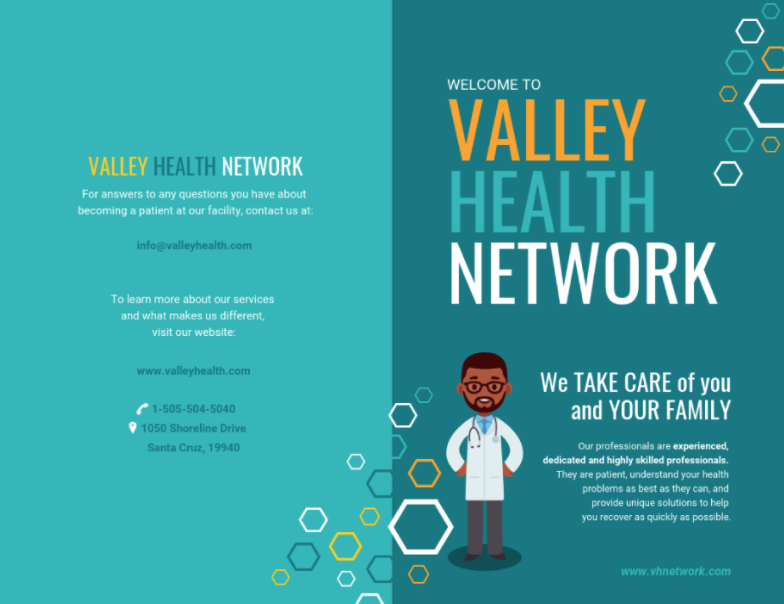 VALLEY HEALTH NETWORK
For answers to any questions you have about
becoming a patient at our facility, contact us at:
info@valleyhealth.com
To learn more about our services
and what makes us different,
visit our website:
www.valleyhealth.com
1-505-504-5040
1050 Shoreline Drive
Santa Cruz, 19940
WELCOME TO
VALLEY
HEALTH
NETWORK
We TAKE CARE of you
and YOUR FAMILY
Our professionals are experienced,
dedicated and highly skilled professionals.
They are patient, understand your health
problems as best as they can, and
provide unique solutions to help
you recover as quickly as possible.
www.vhnetwork.com